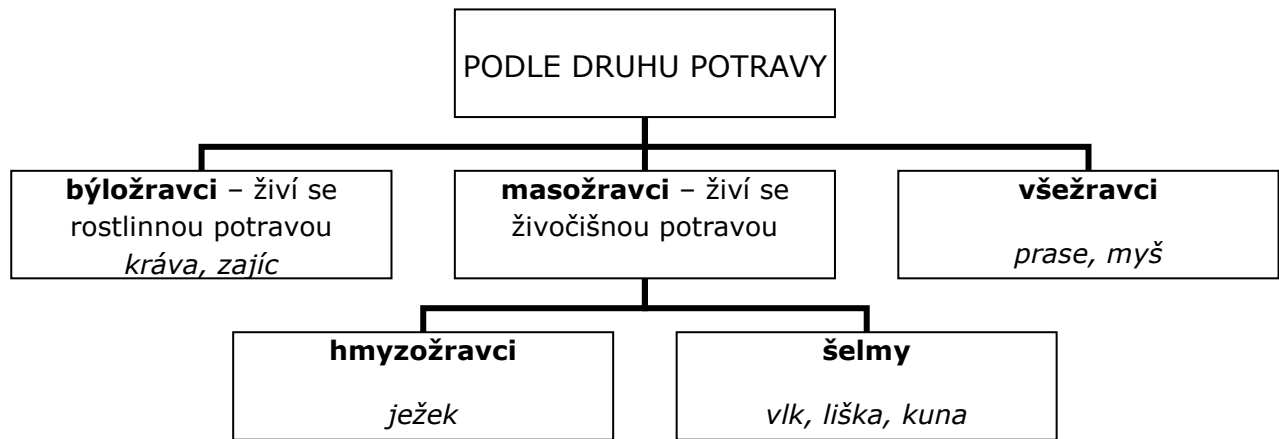 PODLE DRUHU POTRAVY
býložravci – živí se
rostlinnou potravou
kráva, zajíc
masožravci – živí se
živočišnou potravou
všežravci
prase, myš
hmyzožravci
ježek
šelmy
vlk, liška, kuna